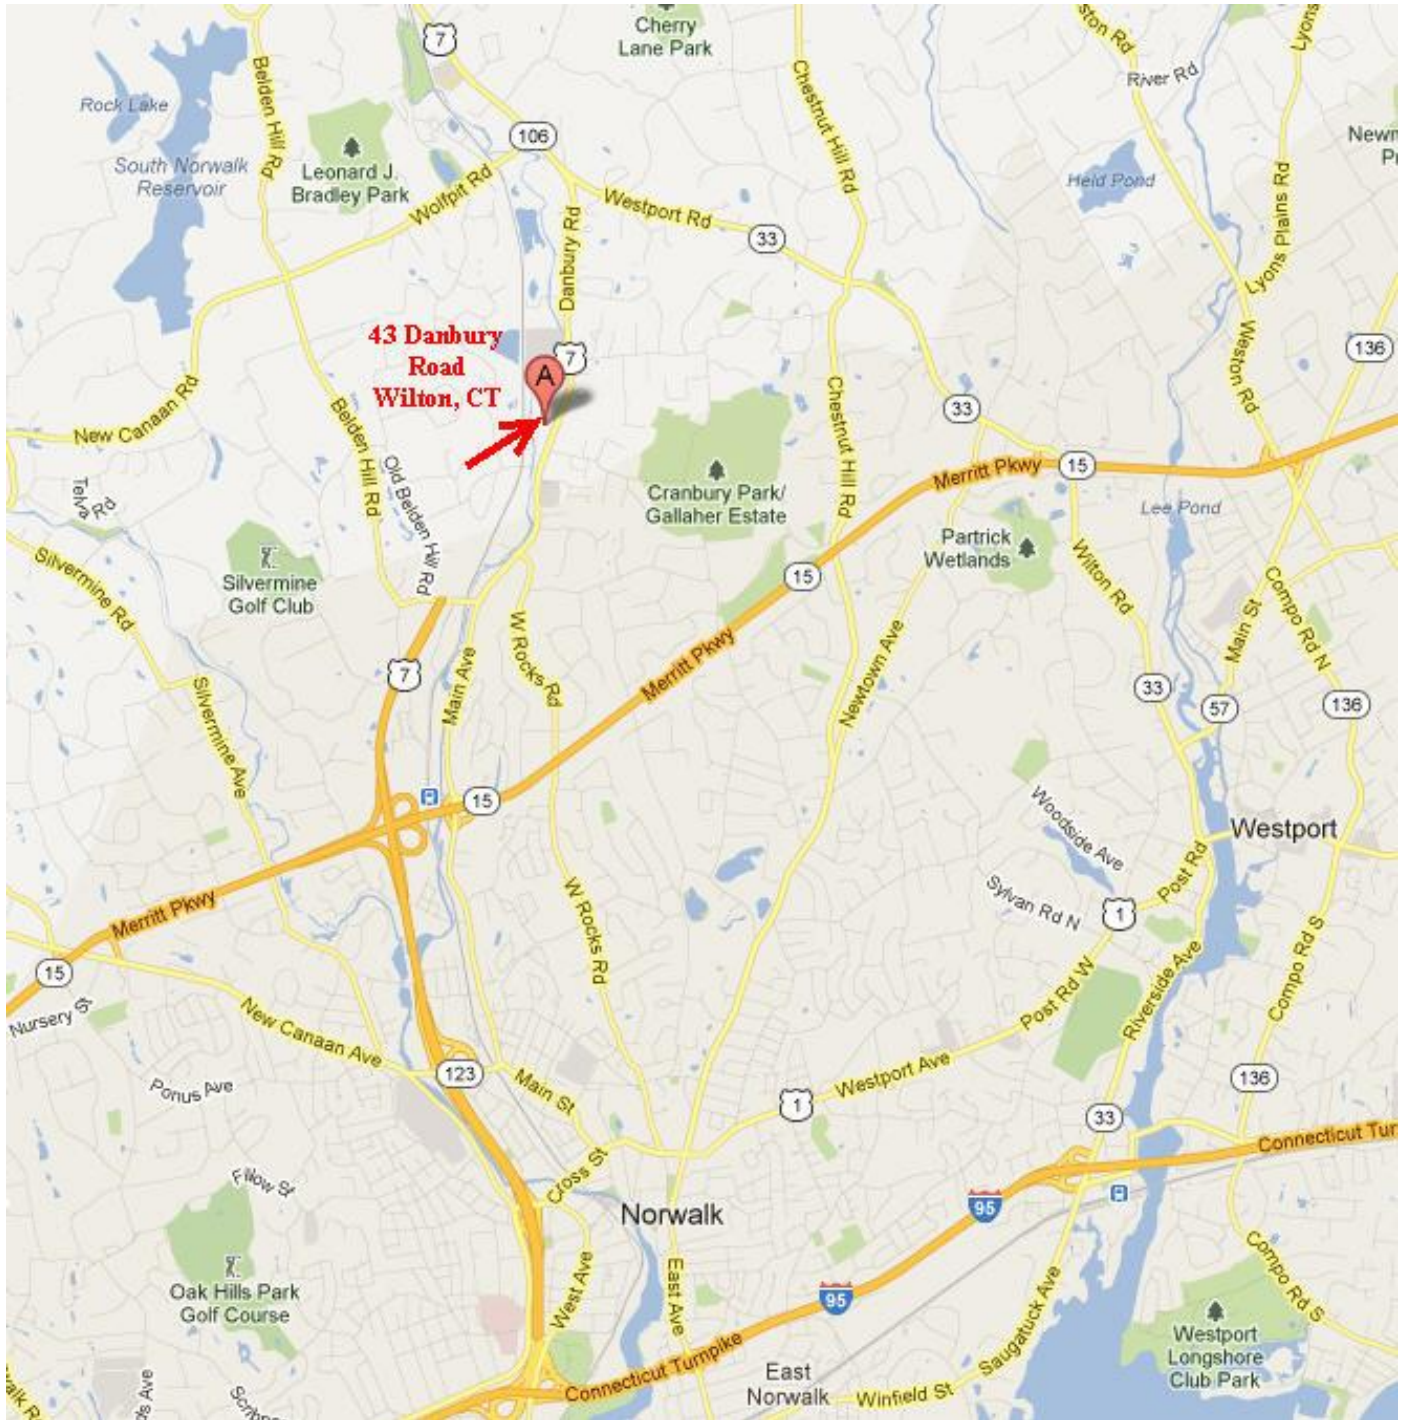 7
Cherry
Lane Park
ston Rd
Lyons
River Rd
Belden Hill Rd
Chestnut Hill Rd
Rock Lake
South Norwalk
Reservoir
Leonard J.
Bradley Park
106
Wolfpit Rd
Westport Rd
33
Danbury Rd
Held Pond
Lyons Plains Rd
Newm
43 Danbury
Road
Wilton, CT
A
7
136
Weston Rd
New Canaan Rd
Belden Hill Rd
Old Belden Hill Rd
Chestnut Hill Rd
33
Merritt Pkwy
15
Cranbury Park/
Gallaher Estate
Telva Rd
Lee Pond
Partrick
Wetlands
Silvermine Rd
Silvermine
Golf Club
15
Wilton Rd
Compo Rd N
Main St
W Rocks Rd
Merritt Pkwy
Newtown Ave
7
Main Ave
Silvermine Ave
33
57
136
15
Woodside Ave
Westport
Post Rd
Sylvan Rd N
1
Merritt Pkwy
W Rocks Rd
15
Nursery St
New Canaan Ave
Post Rd W
Riverside Ave
Compo Rd S
Ponus Ave
123
Main St
Westport Ave
1
136
33
Connecticut Tur
Fillow St
Cross St
Norwalk
95
Oak Hills Park
Golf Course
West Ave
East Ave
95
Compo Rd S
Saugatuck Ave
Connecticut Turnpike
East
Norwalk
Winfield St
Westport
Longshore
Club Park
alk R
ds Ave